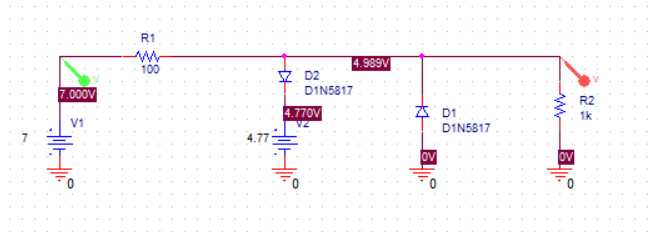 R1
100
D2
D1N5817
4.989V
7.000V
4.770V
V1
7
V2
4.77
D1
D1N5817
R2
1k
0V
0V
0
0
0
0
V
V